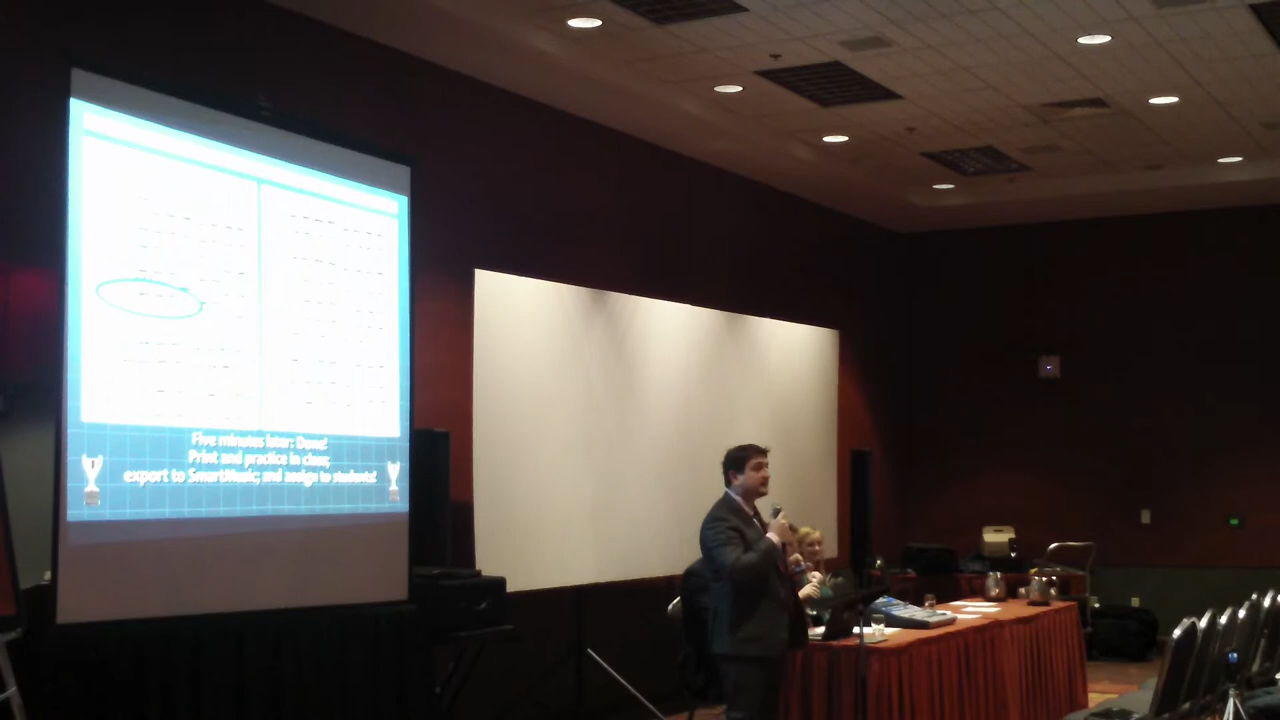 Five minutes later: Done!
Print and practice in class,
export to SmartMusic, and assign to students!